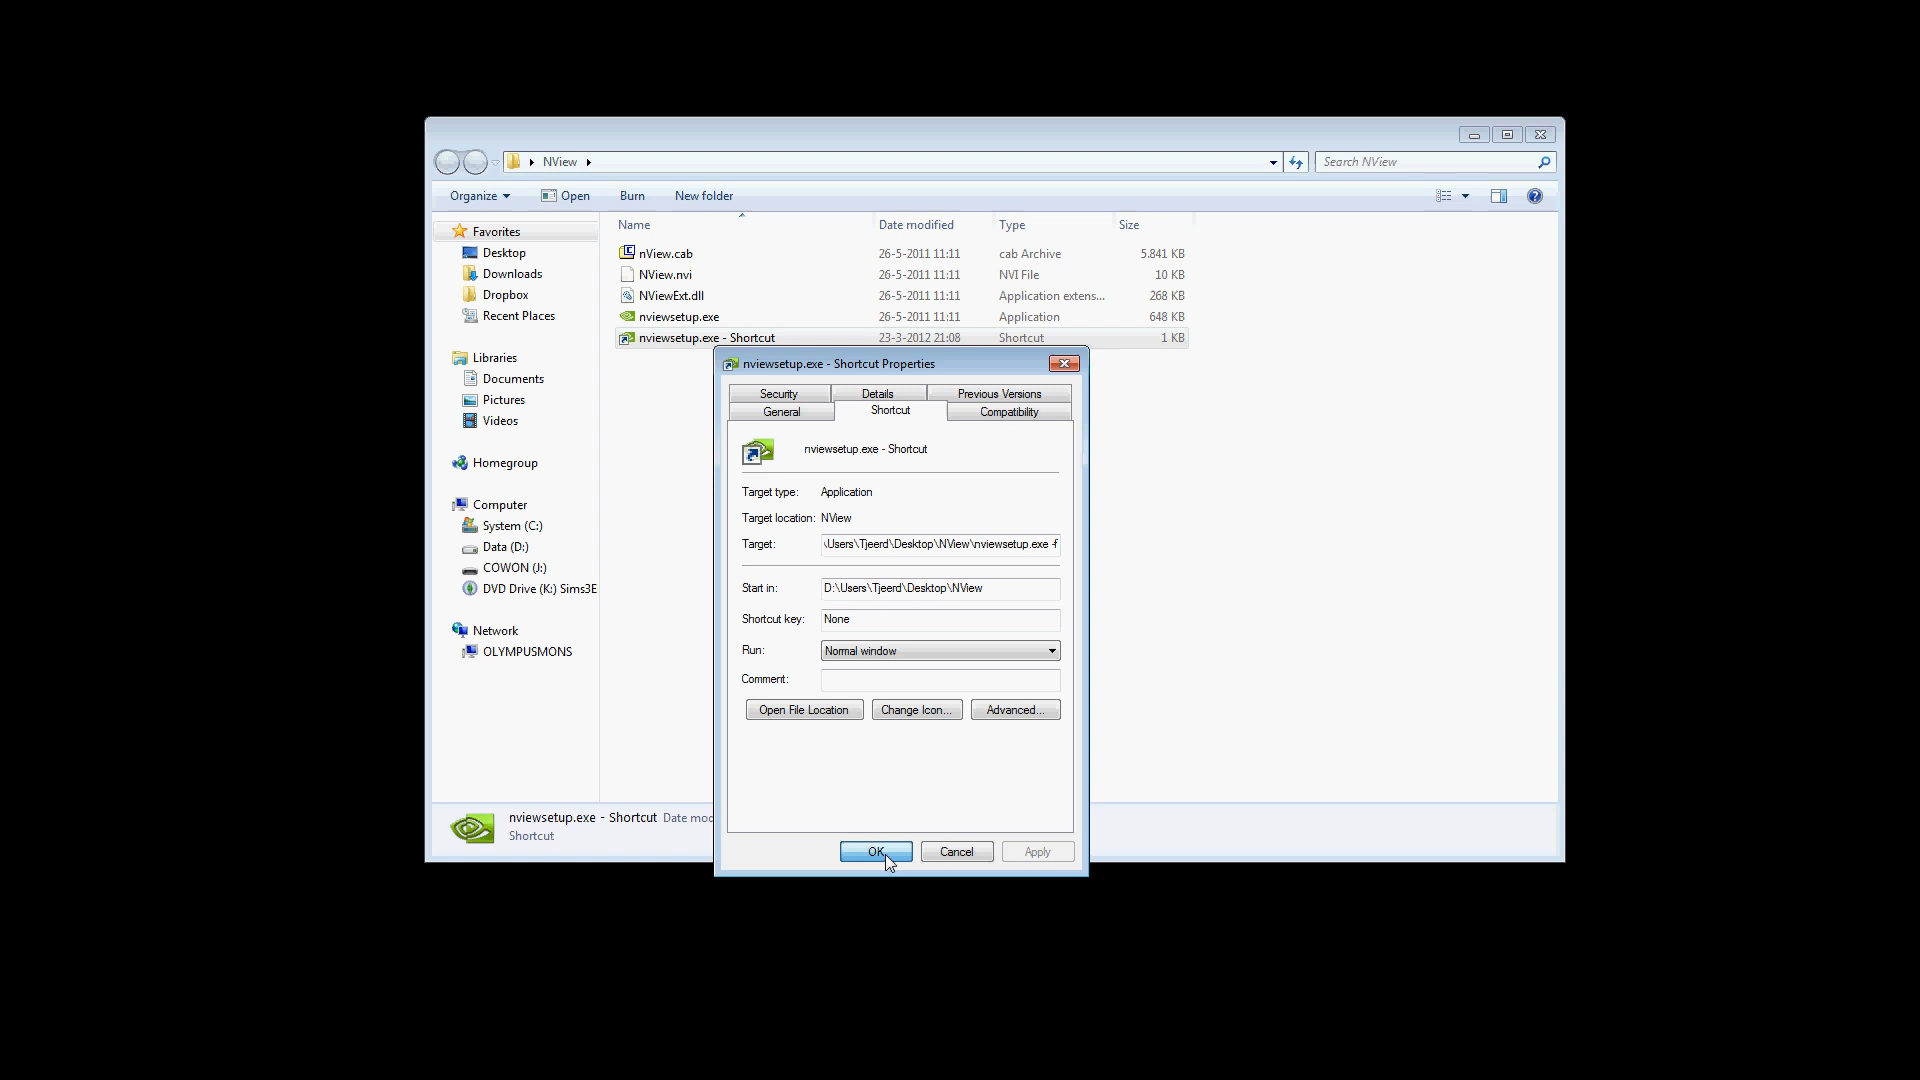 NView
Search NView
Organize
Open
Burn
New folder
Name
Date modified
Type
Size
Favorites
Desktop
Downloads
Dropbox
Recent Places
Libraries
Documents
Pictures
Videos
Homegroup
Computer
System (C:)
Data (D:)
COWON (J:)
DVD Drive (K:) Sims3E
Network
OLYMPUSMONS
nView.cab 26-5-2011 11:11 cab Archive 5.841 KB
NView.nvi 26-5-2011 11:11 NVI File 10 KB
NViewExt.dll 26-5-2011 11:11 Application extens... 268 KB
nviewsetup.exe 26-5-2011 11:11 Application 648 KB
nviewsetup.exe - Shortcut 23-3-2012 21:08 Shortcut 1 KB
nviewsetup.exe - Shortcut Properties
Security
Details
Previous Versions
General
Shortcut
Compatibility
nviewsetup.exe - Shortcut
Target type: Application
Target location: NView
Target: \Users\Tjeerd\Desktop\NView\nviewsetup.exe -f
Start in: D:\Users\Tjeerd\Desktop\NView
Shortcut key: None
Run: Normal window
Comment:
Open File Location
Change Icon...
Advanced...
OK
Cancel
Apply
nviewsetup.exe - Shortcut Date moc
Shortcut